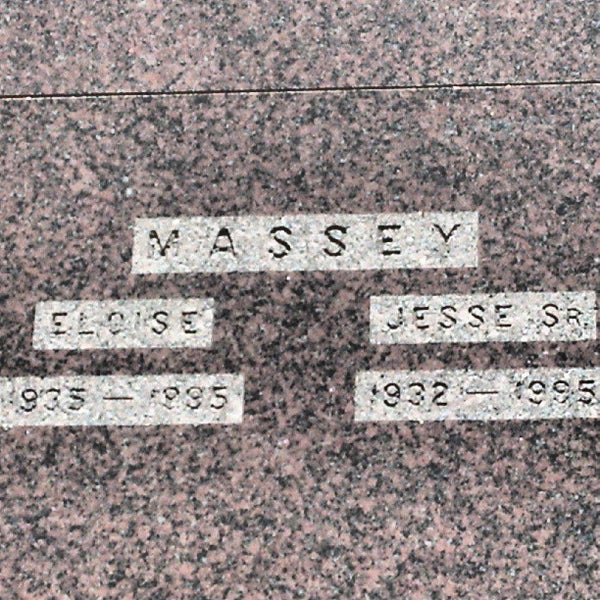 MASSEY
ELOISE JESSE SR
1935 — 1995 1932 — 1995